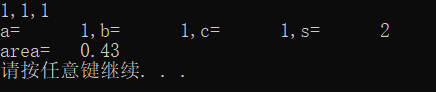 1,1,1
a=      1,b=      1,c=      1,s=      2
area=   0.43
请按任意键继续. . .